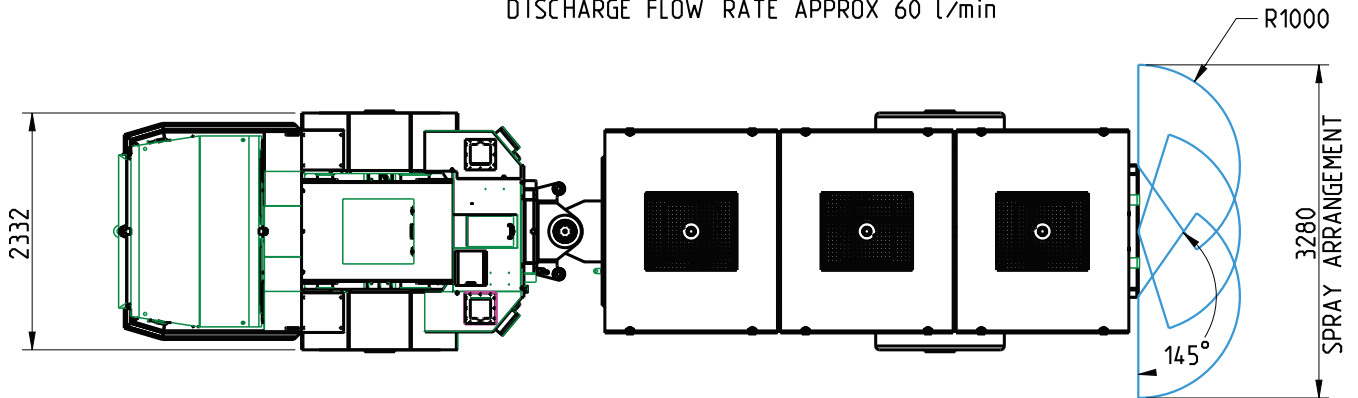 DISCHARGE FLOW RATE APPROX 60 l/min
R1000
2332
3280
SPRAY ARRANGEMENT
145°